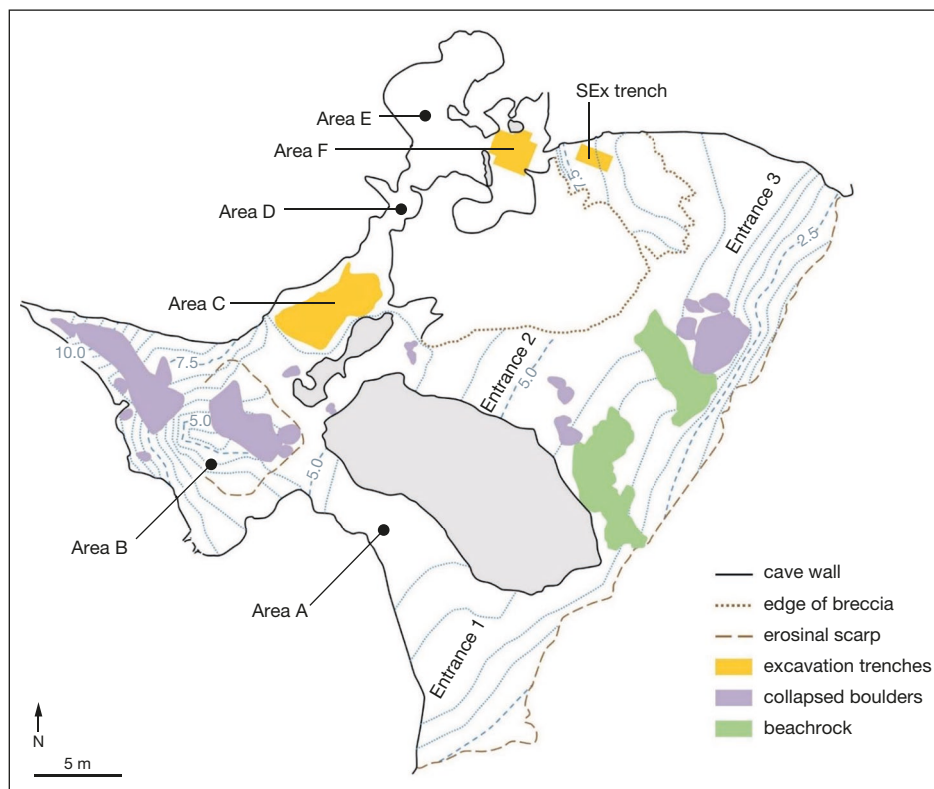 SEx trench
Area E
Area F
7.5
Entrance 3
Area D
2.5
Area C
10.0
7.5
Entrance 2
5.0
5.0
5.0
Area B
Area A
Entrance 1
cave wall
edge of breccia
erosinal scarp
excavation trenches
collapsed boulders
beachrock
N
5 m